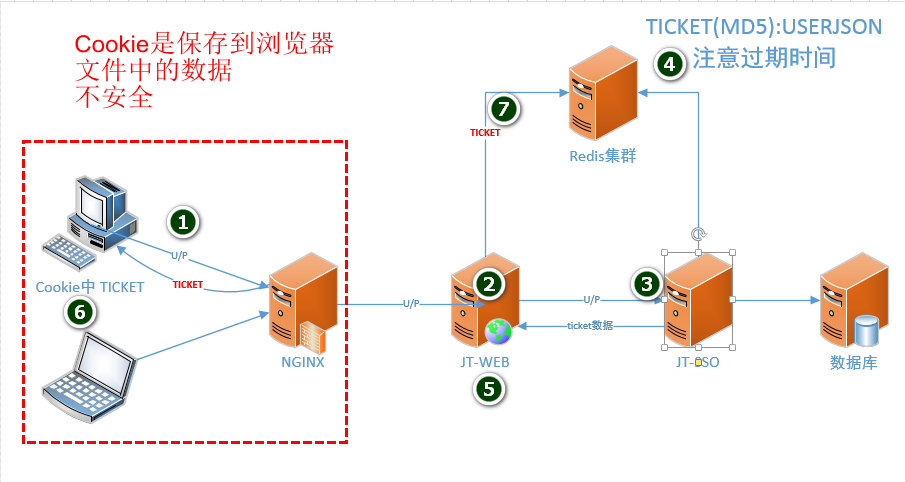 Cookie是保存到浏览器
文件中的数据
不安全
TICKET(MD5):USERJSON
注意过期时间
4
7
TICKET
Redis集群
1
U/P
TICKET
Cookie中 TICKET
6
NGINX
U/P
2
JT-WEB
5
U/P
ticket数据
3
JT-SSO
数据库